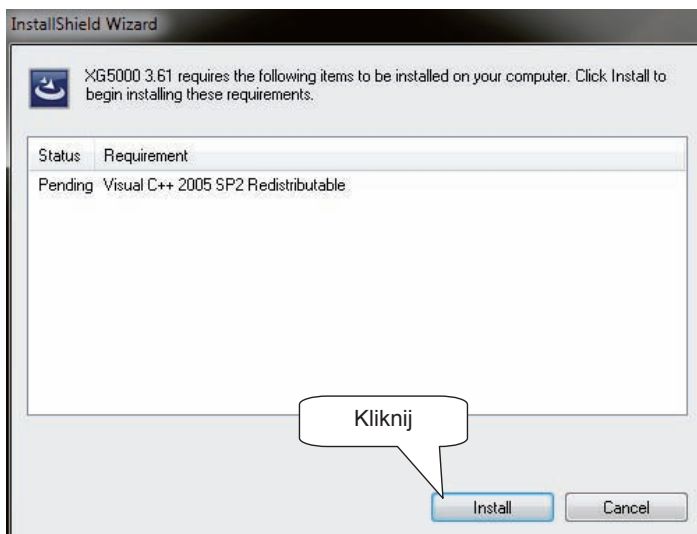 InstallShield Wizard
XG5000 3.61 requires the following items to be installed on your computer. Click Install to
begin installing these requirements.
Status Requirement
Pending Visual C++ 2005 SP2 Redistributable
Kliknij
Install Cancel